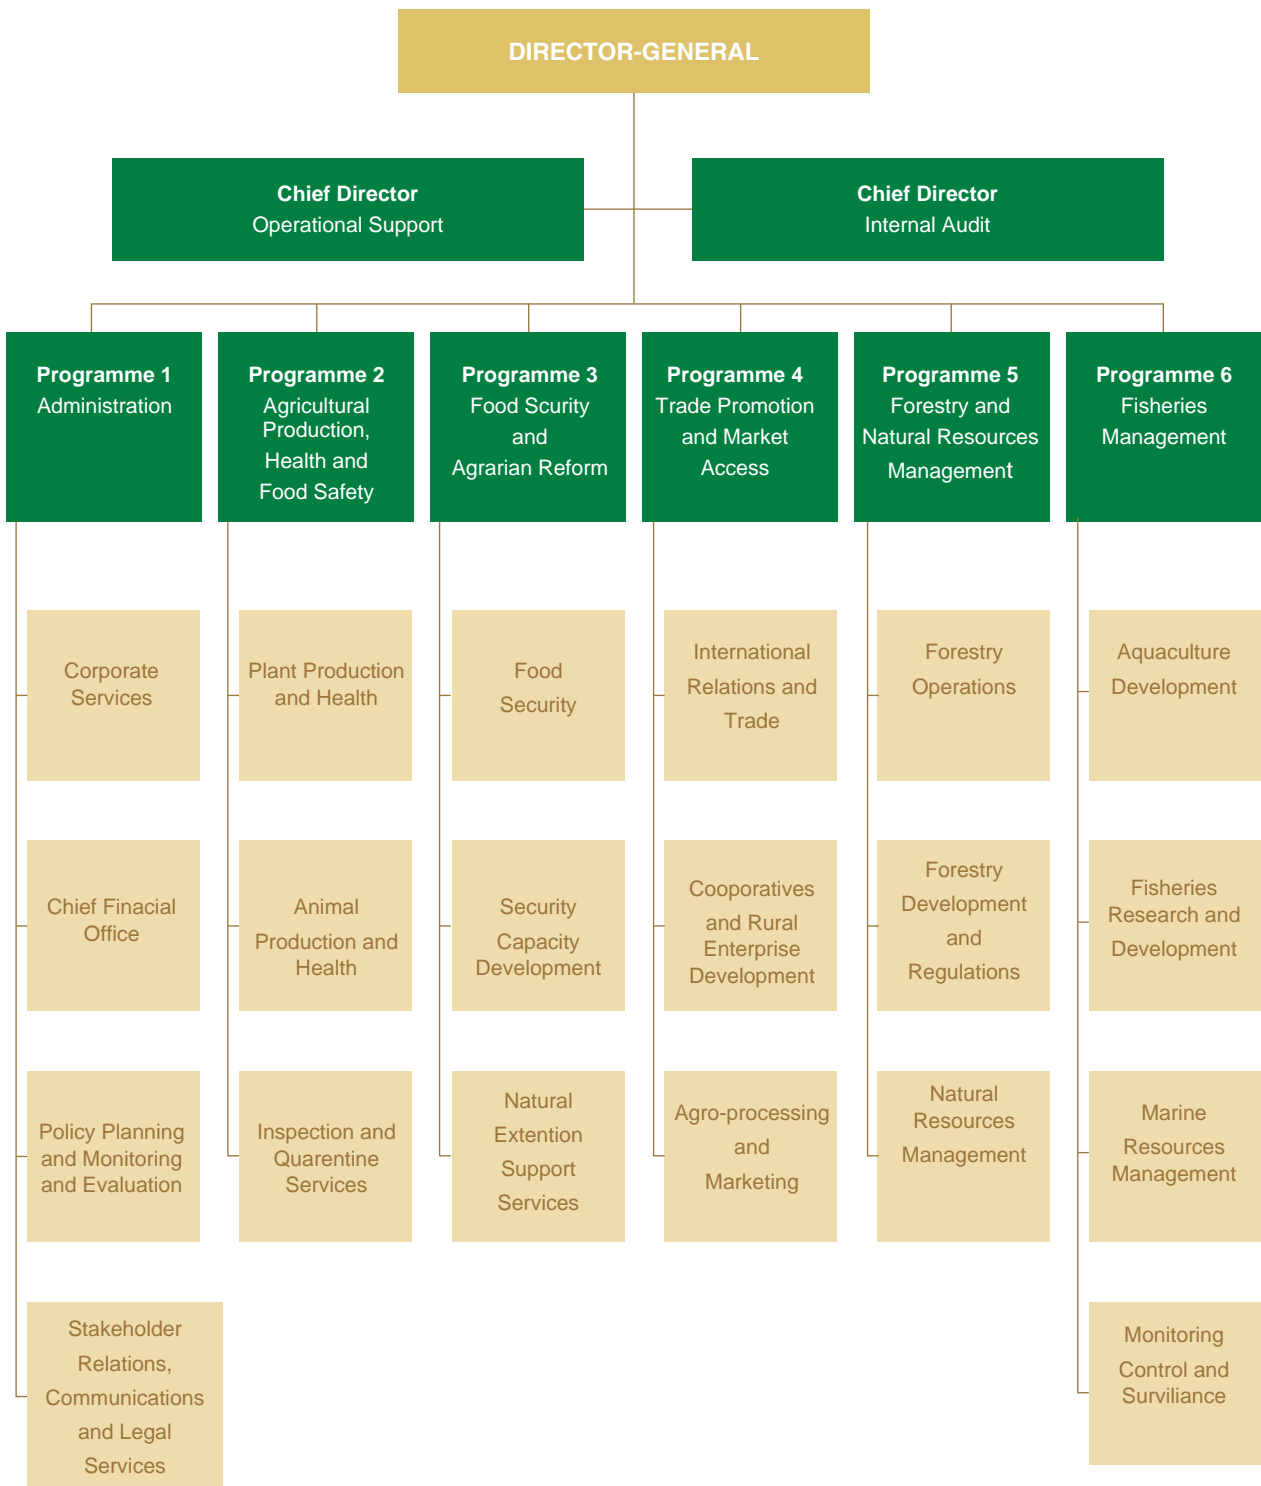 DIRECTOR-GENERAL
Chief Director
Operational Support
Chief Director
Internal Audit
Programme 1
Administration
Programme 2
Agricultural
Production,
Health and
Food Safety
Programme 3
Food Scurity
and
Agrarian Reform
Programme 4
Trade Promotion
and Market
Access
Programme 5
Forestry and
Natural Resources
Management
Programme 6
Fisheries
Management
Corporate
Services
Plant Production
and Health
Food
Security
International
Relations and
Trade
Forestry
Operations
Aquaculture
Development
Chief Finacial
Office
Animal
Production and
Health
Security
Capacity
Development
Cooporatives
and Rural
Enterprise
Development
Forestry
Development
and
Regulations
Fisheries
Research and
Development
Policy Planning
and Monitoring
and Evaluation
Inspection and
Quarentine
Services
Natural
Extention
Support
Services
Agro-processing
and
Marketing
Natural
Resources
Management
Marine
Resources
Management
Stakeholder
Relations,
Communications
and Legal
Services
Monitoring
Control and
Surviliance